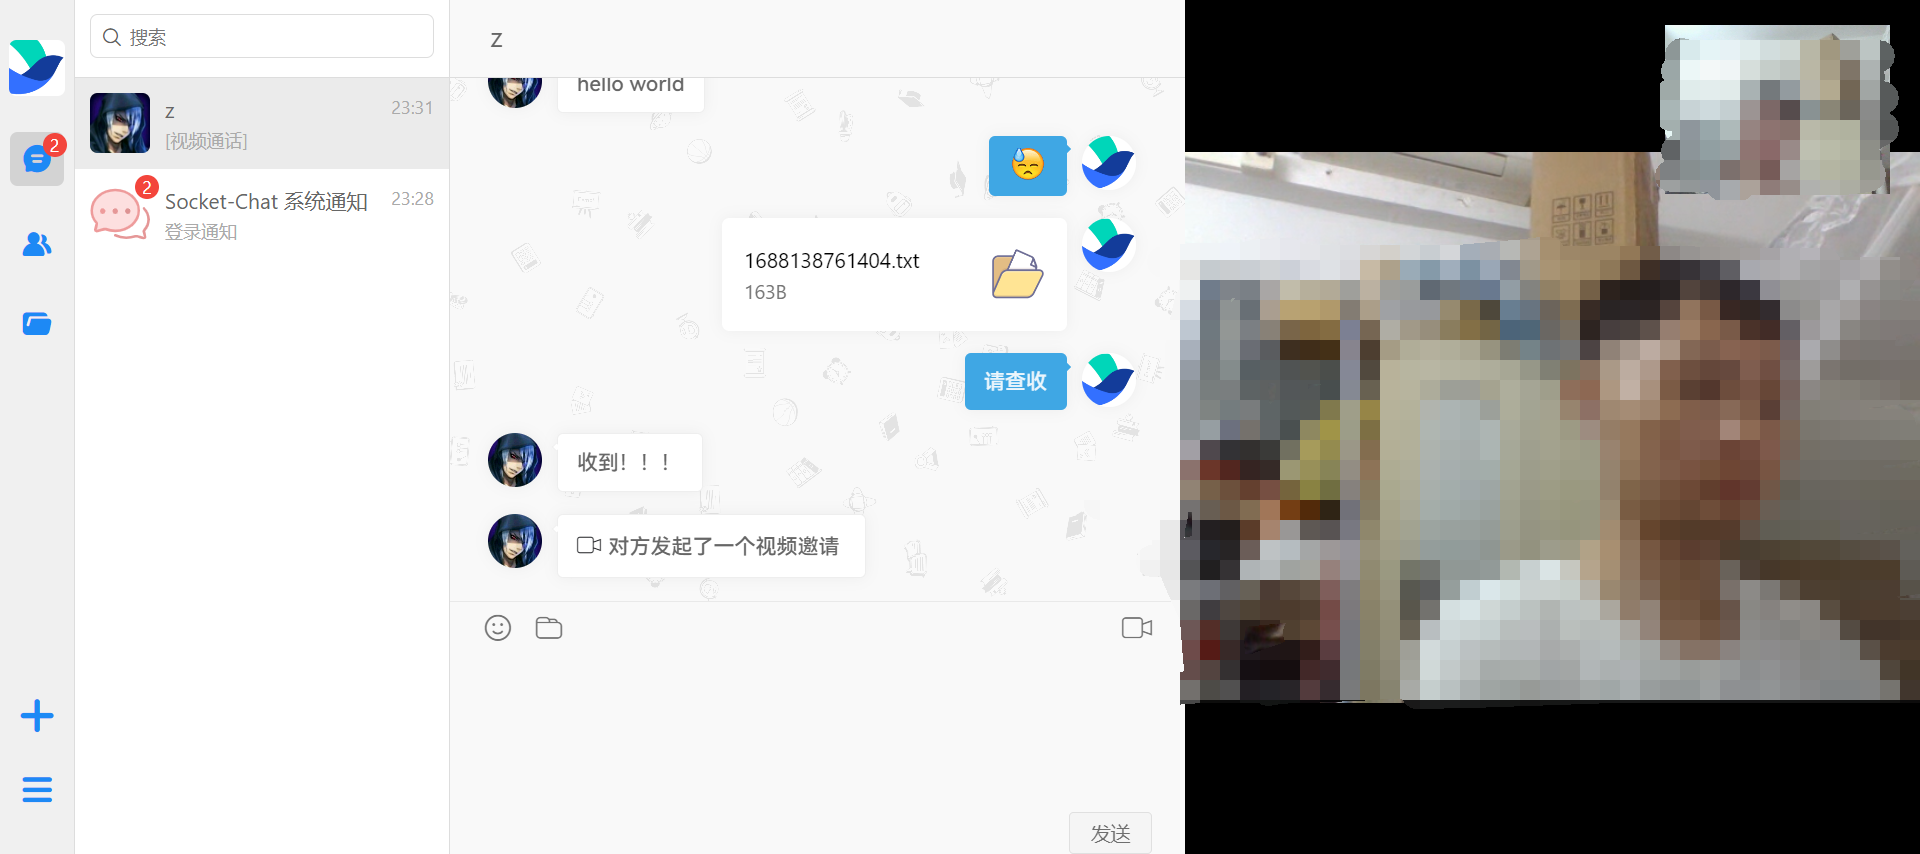 搜索
2
z
23:31
[视频通话]
2
Socket-Chat 系统通知
23:28
登录通知
z
hello world
1688138761404.txt
163B
请查收
收到！！！
对方发起了一个视频邀请
发送